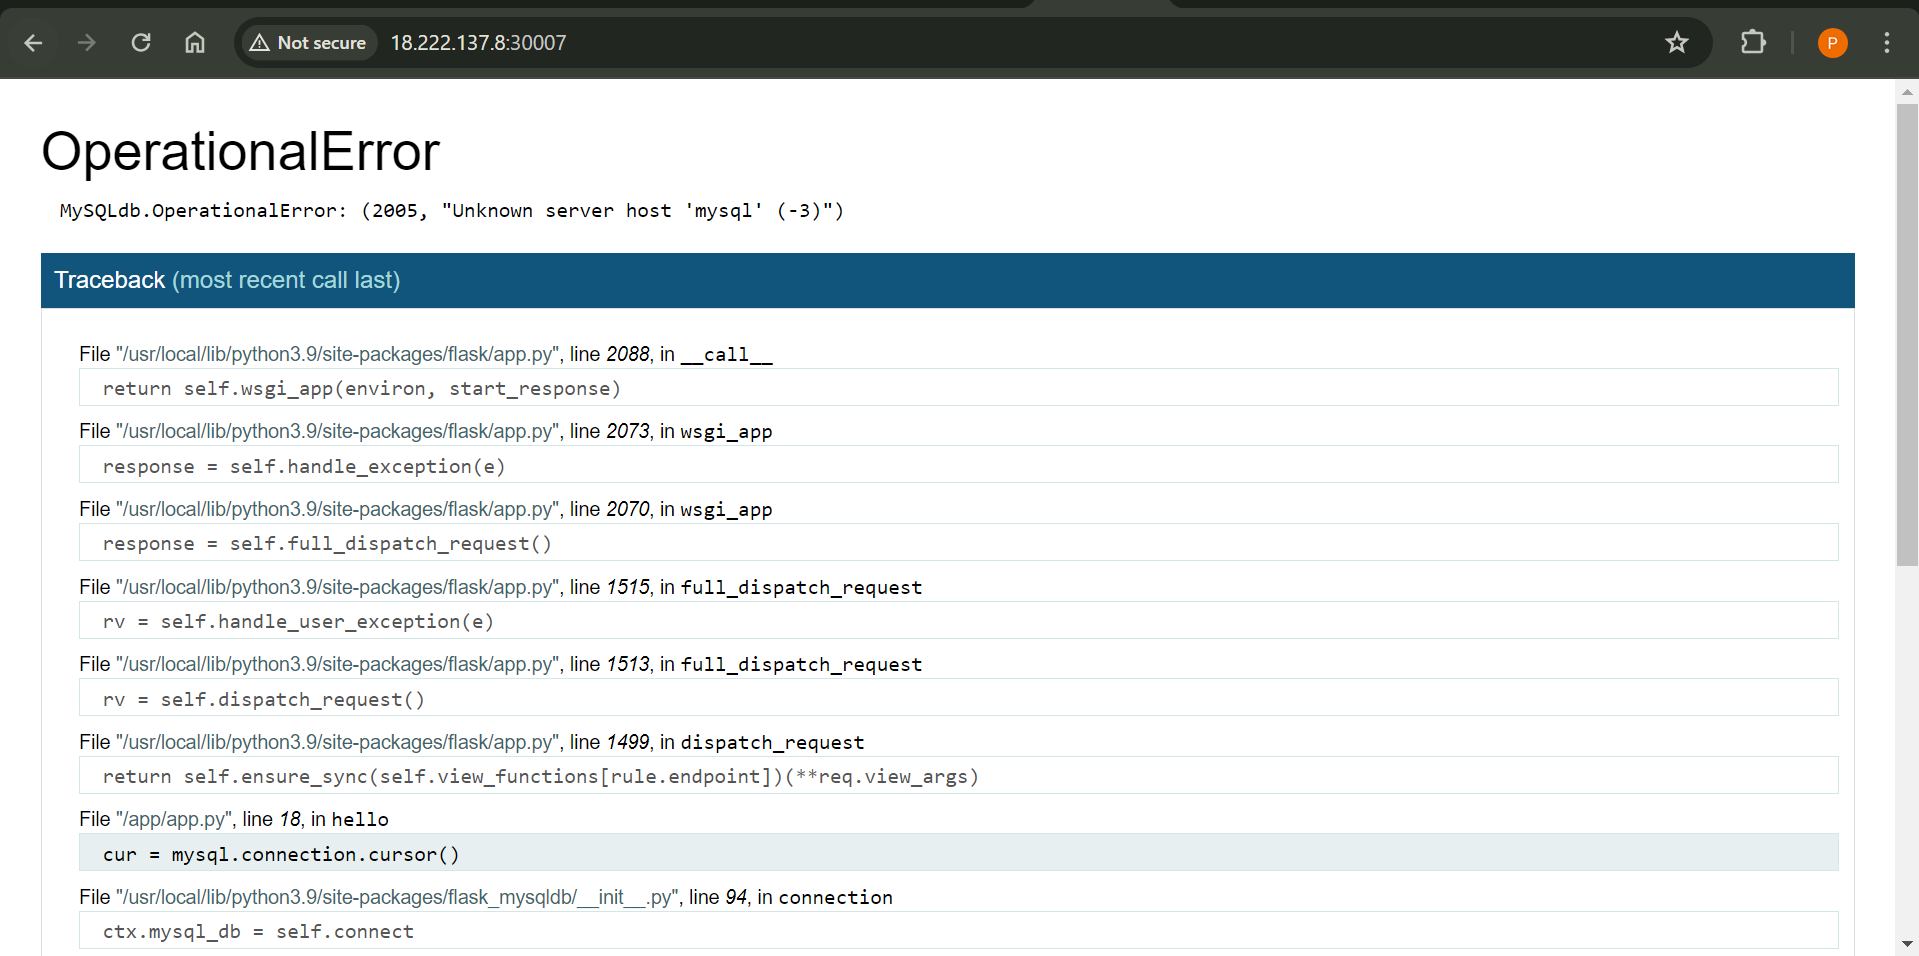 Not secure
18.222.137.8:30007
P
OperationalError
MySQLdb.OperationalError: (2005, "Unknown server host 'mysql' (-3)")
Traceback (most recent call last)
File "/usr/local/lib/python3.9/site-packages/flask/app.py", line 2088, in __call__
return self.wsgi_app(environ, start_response)
File "/usr/local/lib/python3.9/site-packages/flask/app.py", line 2073, in wsgi_app
response = self.handle_exception(e)
File "/usr/local/lib/python3.9/site-packages/flask/app.py", line 2070, in wsgi_app
response = self.full_dispatch_request()
File "/usr/local/lib/python3.9/site-packages/flask/app.py", line 1515, in full_dispatch_request
rv = self.handle_user_exception(e)
File "/usr/local/lib/python3.9/site-packages/flask/app.py", line 1513, in full_dispatch_request
rv = self.dispatch_request()
File "/usr/local/lib/python3.9/site-packages/flask/app.py", line 1499, in dispatch_request
return self.ensure_sync(self.view_functions[rule.endpoint])(**req.view_args)
File "/app/app.py", line 18, in hello
cur = mysql.connection.cursor()
File "/usr/local/lib/python3.9/site-packages/flask_mysqldb/__init__.py", line 94, in connection
ctx.mysql_db = self.connect